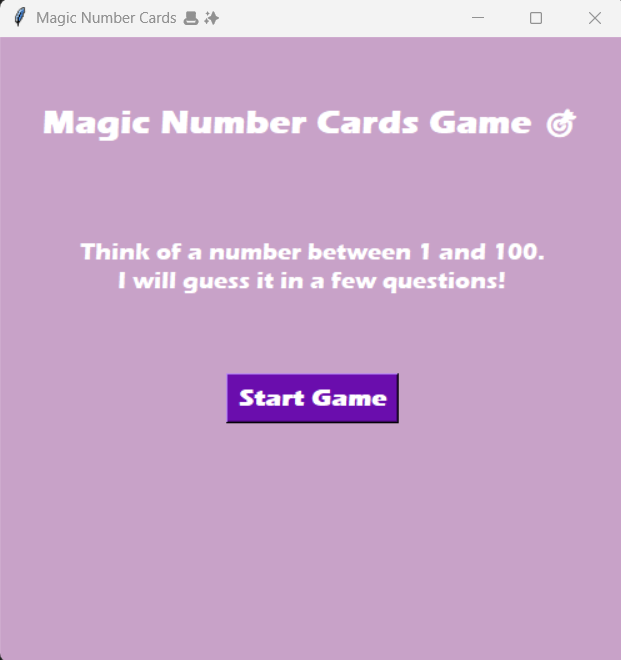 Magic Number Cards 🎩✨
Magic Number Cards Game 🎯
Think of a number between 1 and 100.
I will guess it in a few questions!
Start Game